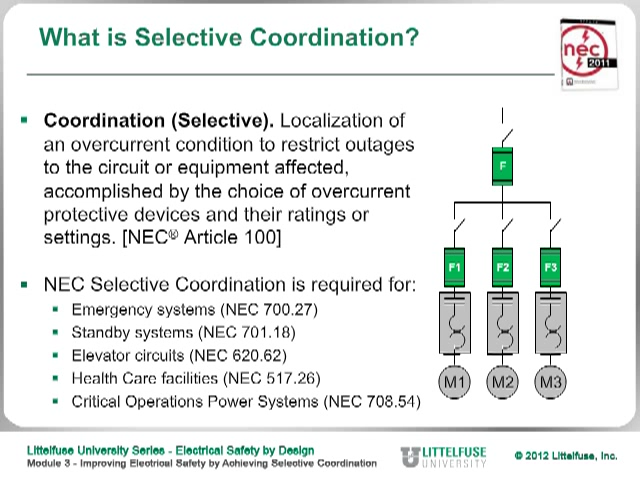 What is Selective Coordination?
nec
2011
Coordination (Selective). Localization of
an overcurrent condition to restrict outages
to the circuit or equipment affected,
accomplished by the choice of overcurrent
protective devices and their ratings or
settings. [NEC® Article 100]
NEC Selective Coordination is required for:
Emergency systems (NEC 700.27)
Standby systems (NEC 701.18)
Elevator circuits (NEC 620.62)
Health Care facilities (NEC 517.26)
Critical Operations Power Systems (NEC 708.54)
F
F1 F2 F3
M1 M2 M3
Littelfuse University Series - Electrical Safety by Design
Module 3 - Improving Electrical Safety by Achieving Selective Coordination
LITTELFUSE
UNIVERSITY
© 2012 Littelfuse, Inc.